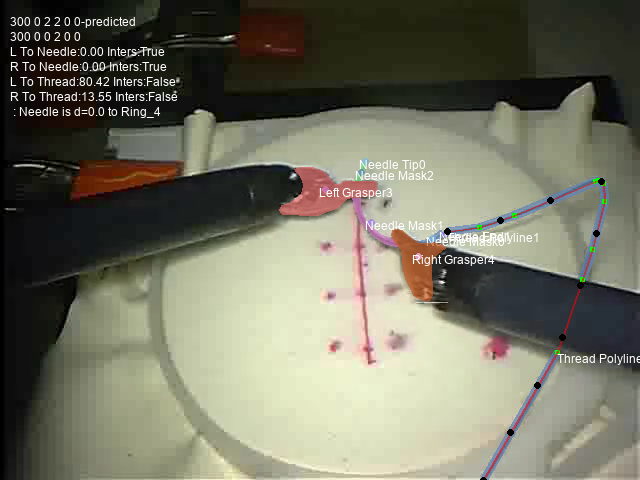 300 0 2 2 0 0-predicted
300 0 0 2 0 0
L To Needle:0.00 Inters:True
R To Needle:0.00 Inters:True
L To Thread:80.42 Inters:False
R To Thread:13.55 Inters:False
: Needle is d=0.0 to Ring_4
Needle Tip0
Needle Mask2
Left Grasper3
Needle Mask1
Right Grasper4
Thread Polyline